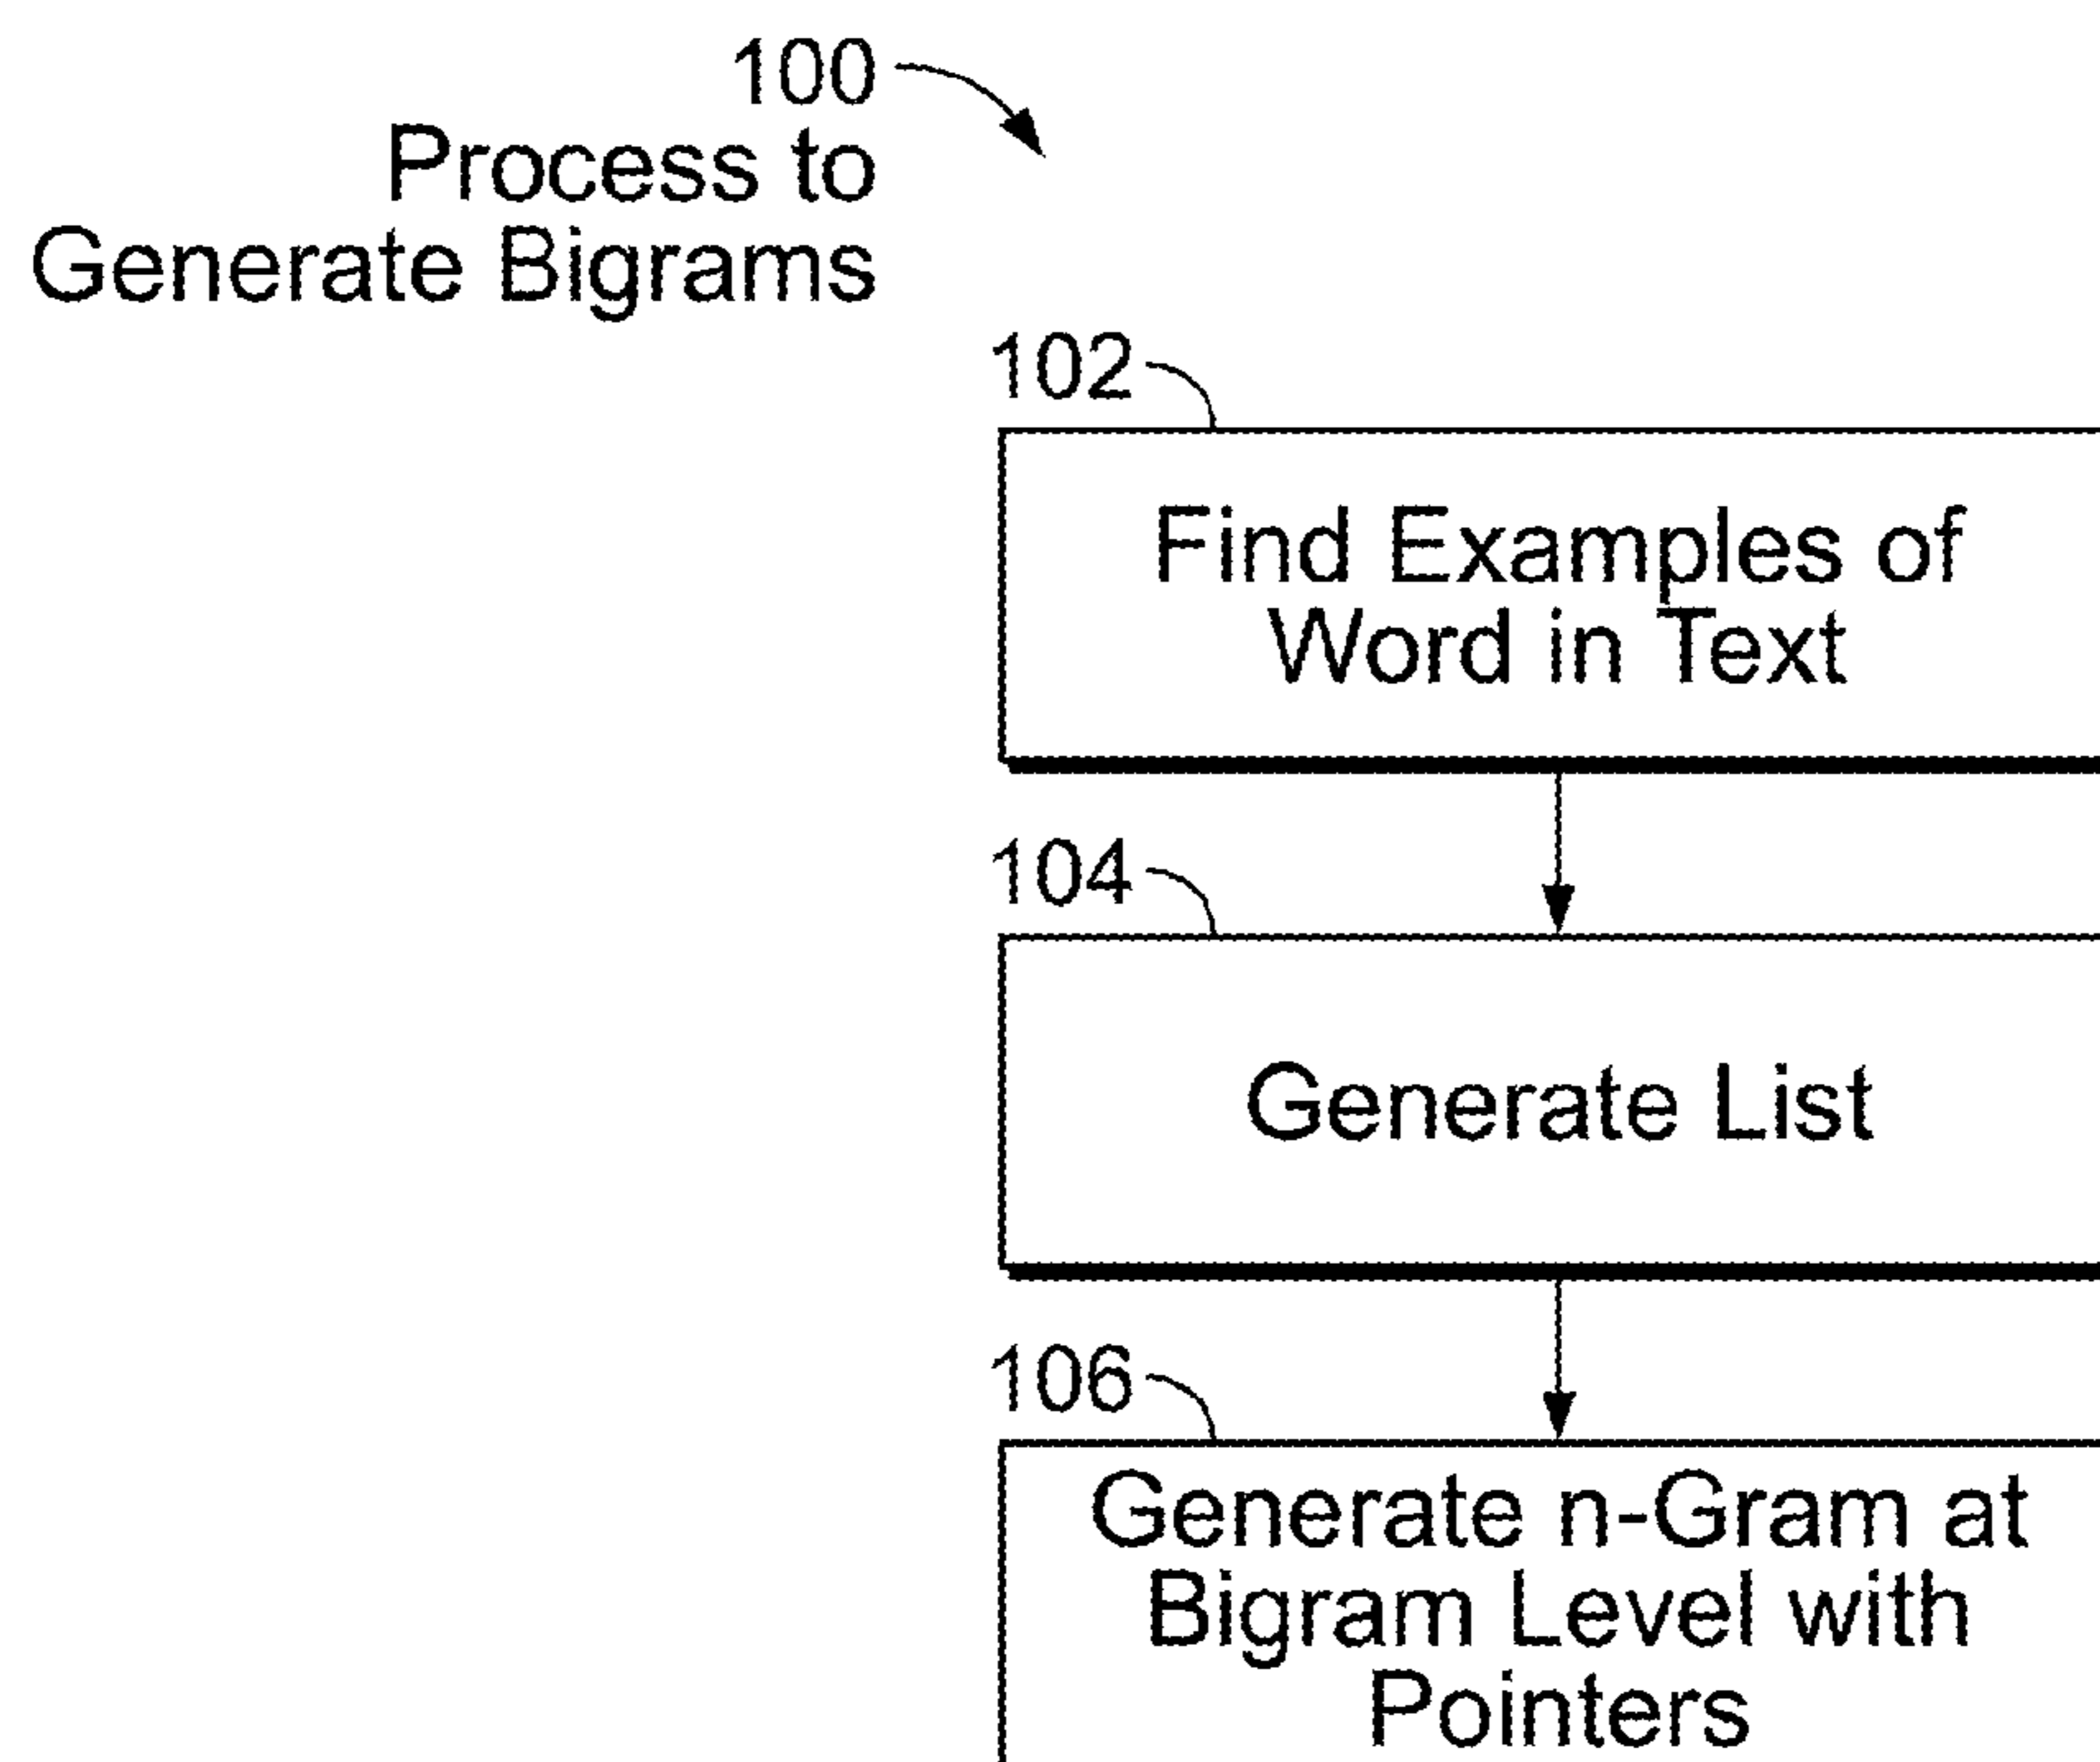 100
Process to
Generate Bigrams
102
Find Examples of
Word in Text
104
Generate List
106
Generate n-Gram at
Bigram Level with
Pointers